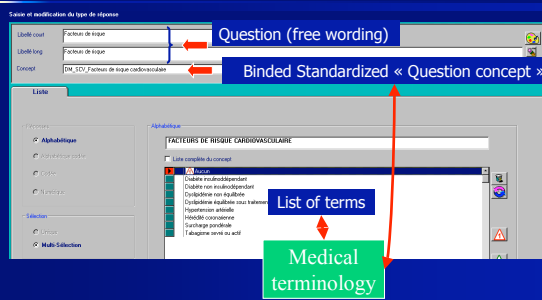 Saisie et modification du type de réponse
Libellé court Facteurs de risque
Question (free wording)
Libellé long Facteurs de risque
Concept DM_SCV_Facteurs de risque cardiovasculaire
Binded Standardized « Question concept »
Liste
Alphabétique
Alphabétique
FACTEURS DE RISQUE CARDIOVASCULAIRE
Alphabétique codée
Liste complète du concept
Codée
Numérique
Aucun
Diabète insulinodépendant
Diabète non insulinodépendant
Dyslipidémie non équilibrée
Dyslipidémie équilibrée sous traitement
Hypertension artérielle
Hérédité coronarienne
Surcharge pondérale
Tabagisme sevré ou actif
List of terms
Sélection
Multi-Sélection
Medical
terminology